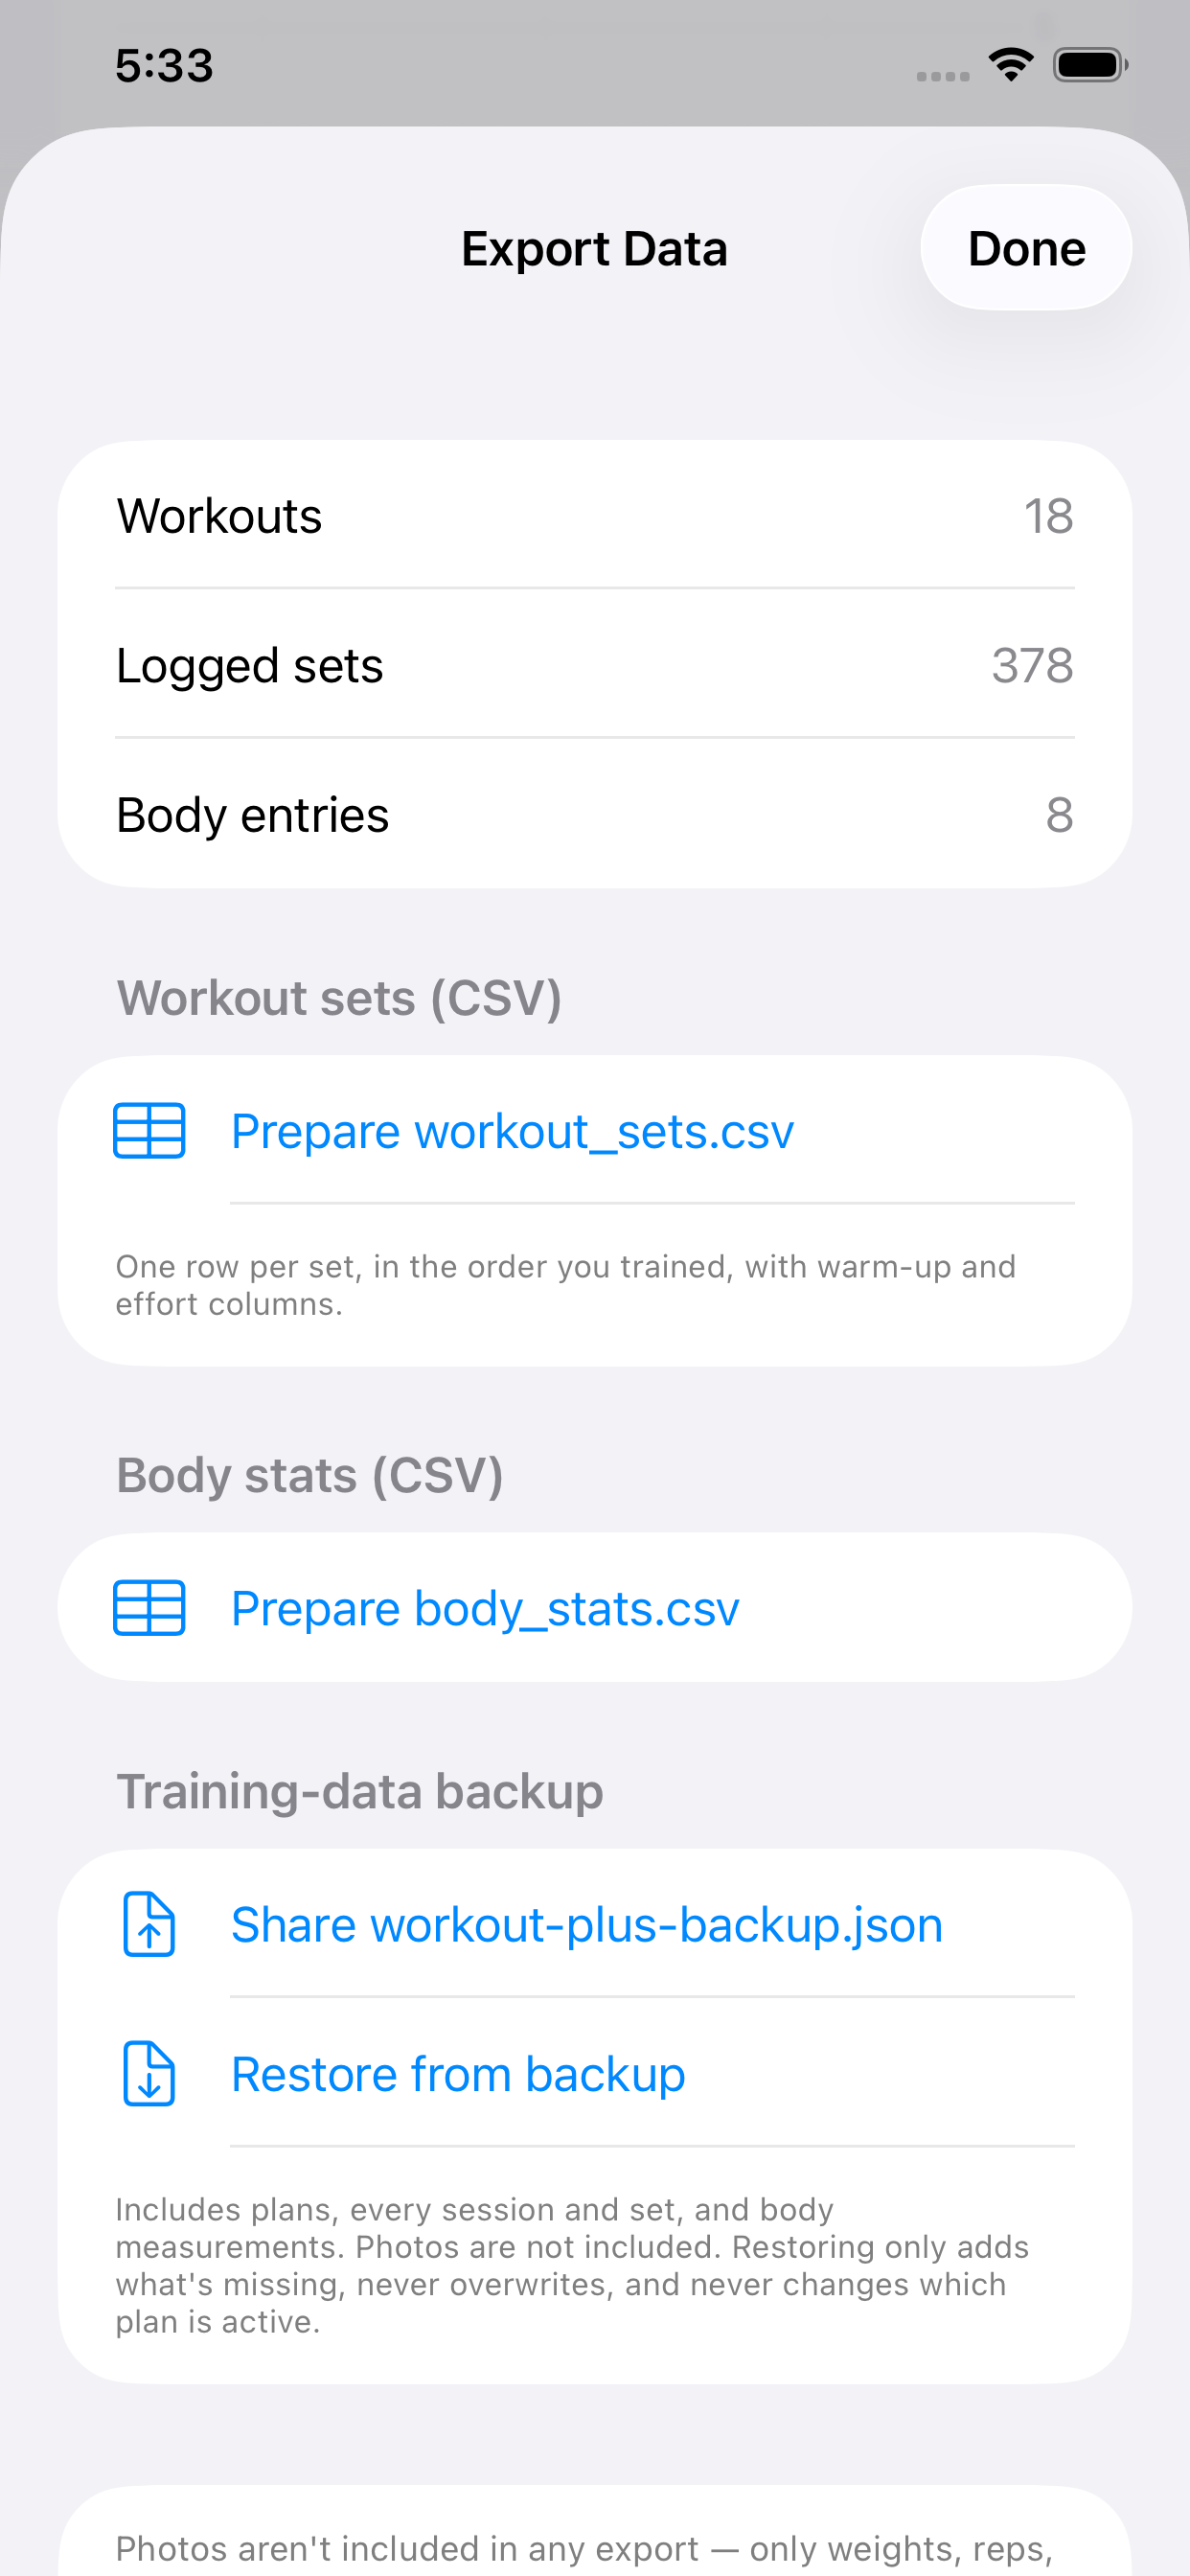 5:33
Export Data
Done
Workouts
18
Logged sets
378
Body entries
8
Workout sets (CSV)
Prepare workout_sets.csv
One row per set, in the order you trained, with warm-up and
effort columns.
Body stats (CSV)
Prepare body_stats.csv
Training-data backup
Share workout-plus-backup.json
Restore from backup
Includes plans, every session and set, and body
measurements. Photos are not included. Restoring only adds
what's missing, never overwrites, and never changes which
plan is active.
Photos aren't included in any export — only weights, reps,